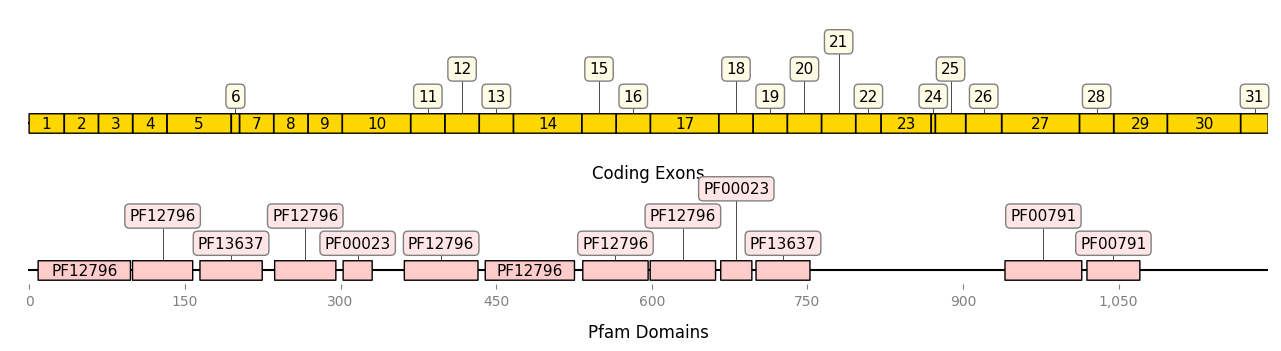 21
12 15 18 20 25
6 11 13 16 19 22 24 26 28 31
1 2 3 4 5 7 8 9 10 14 17 23 27 29 30
Coding Exons
PF00023
PF12796 PF12796 PF12796 PF00791
PF13637 PF00023 PF12796 PF12796 PF13637 PF00791
PF12796 PF12796
0 150 300 450 600 750 900 1,050
Pfam Domains